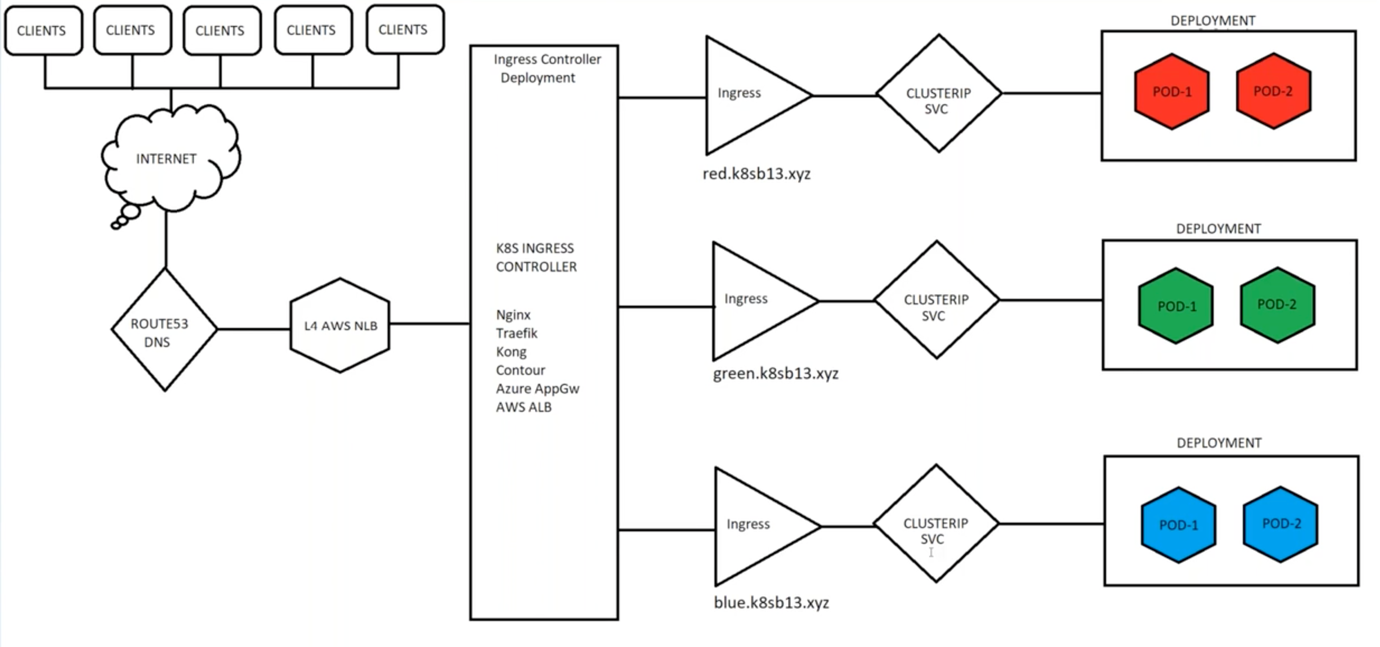 CLIENTS
CLIENTS
CLIENTS
CLIENTS
CLIENTS
INTERNET
ROUTE53
DNS
L4 AWS NLB
Ingress Controller
Deployment
K8S INGRESS
CONTROLLER
Nginx
Traefik
Kong
Contour
Azure AppGw
AWS ALB
Ingress
red.k8sb13.xyz
CLUSTERIP
SVC
DEPLOYMENT
POD-1
POD-2
Ingress
green.k8sb13.xyz
CLUSTERIP
SVC
DEPLOYMENT
POD-1
POD-2
Ingress
blue.k8sb13.xyz
CLUSTERIP
SVC
DEPLOYMENT
POD-1
POD-2